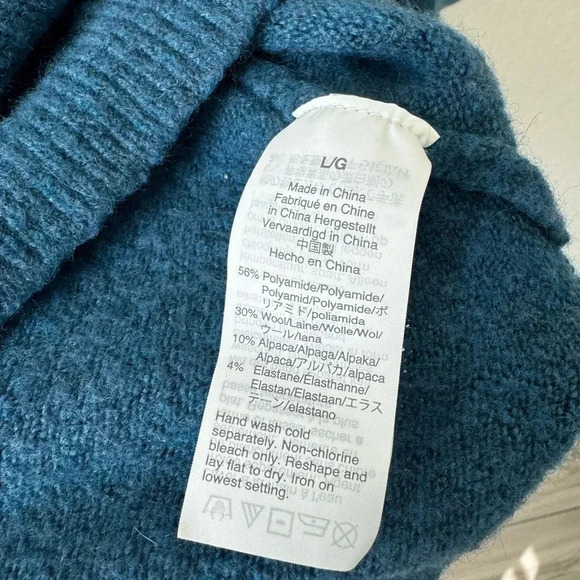 L/G
Made in China
Fabriqué en Chine
in China Hergestellt
Vervaardigd in China
中国製
Hecho en China
56% Polyamide/Polyamide/
Polyamid/Polyamide/ポ
リアミド/poliamida
30% Wool/Laine/Wolle/Wol/
ウール/lana
10% Alpaca/Alpaga/Alpaka/
Alpaca/アルパカ/alpaca
4% Elastane/Élasthanne/
Elastan/Elastaan/エラス
テーン/elastano
Hand wash cold
separately. Non-chlorine
bleach only. Reshape and
lay flat to dry. Iron on
lowest setting.